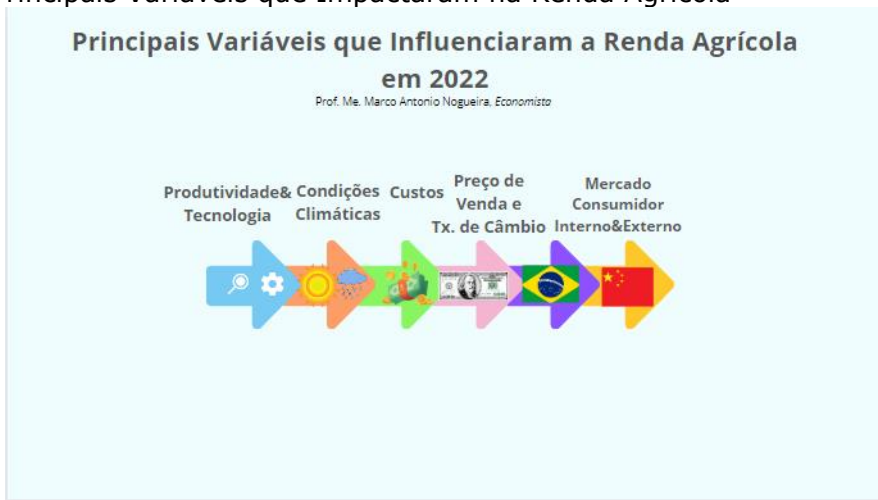 rincipais Variáveis que Impactaram na Renda Agrícola
Principais Variáveis que Influenciaram a Renda Agrícola
em 2022
Prof. Me. Marco Antonio Nogueira, Economista
Produtividade&
Tecnologia
Condições
Climáticas
Custos
Preço de
Venda e
Tx. de Câmbio
Mercado
Consumidor
Interno&Externo